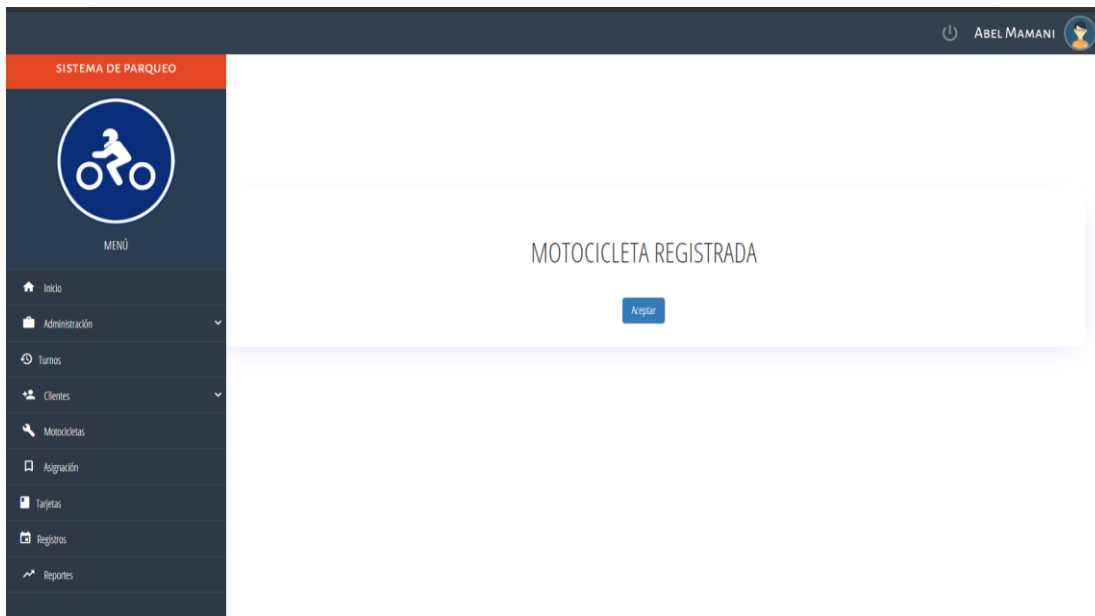 ABEL MAMANI
SISTEMA DE PARQUEO
MENÚ
Inicio
Administración
Turnos
Clientes
Motocicletas
Asignación
Tarjetas
Registros
Reportes
MOTOCICLETA REGISTRADA
Aceptar